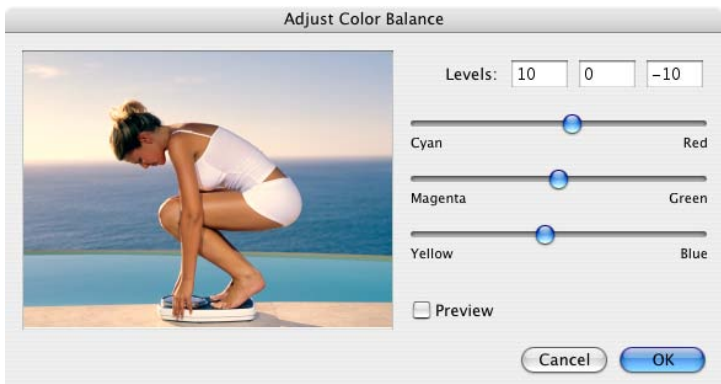 Adjust Color Balance
Levels: 10 0 -10
Cyan Red
Magenta Green
Yellow Blue
Preview
Cancel OK